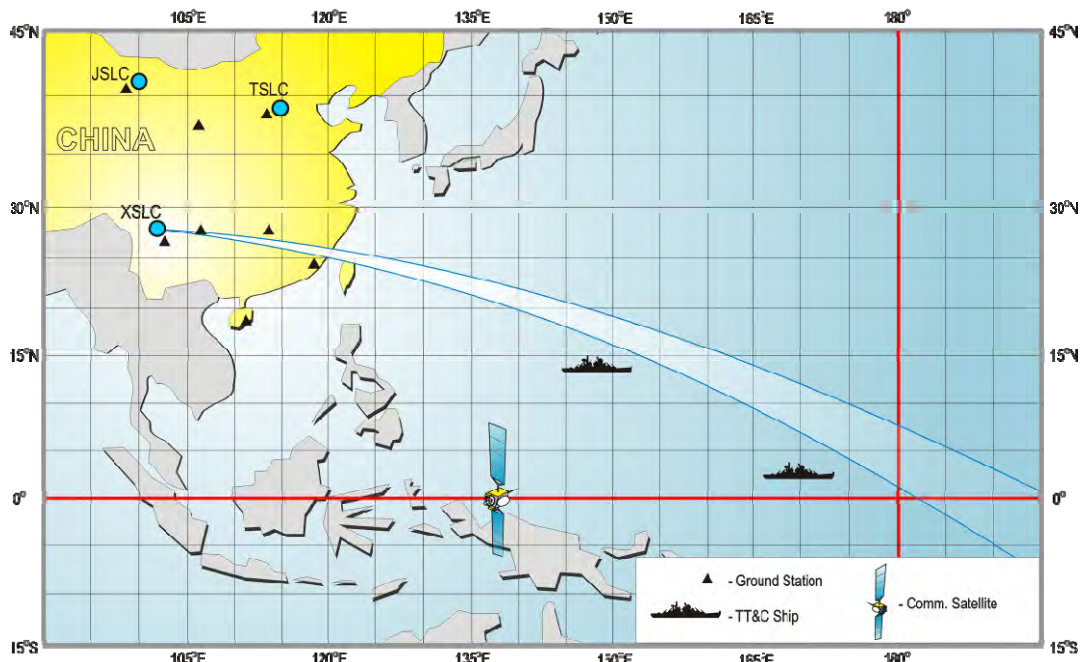 105°E 120°E 135°E 150°E 165°E 180°
45°N 45°N
JSLC
TSLC
CHINA
30°N 30°N
XSLC
15°N 15°N
0° 0°
- Ground Station
- TT&C Ship
- Comm. Satellite
15°S 15°S
105°E 120°E 135°E 150°E 165°E 180°